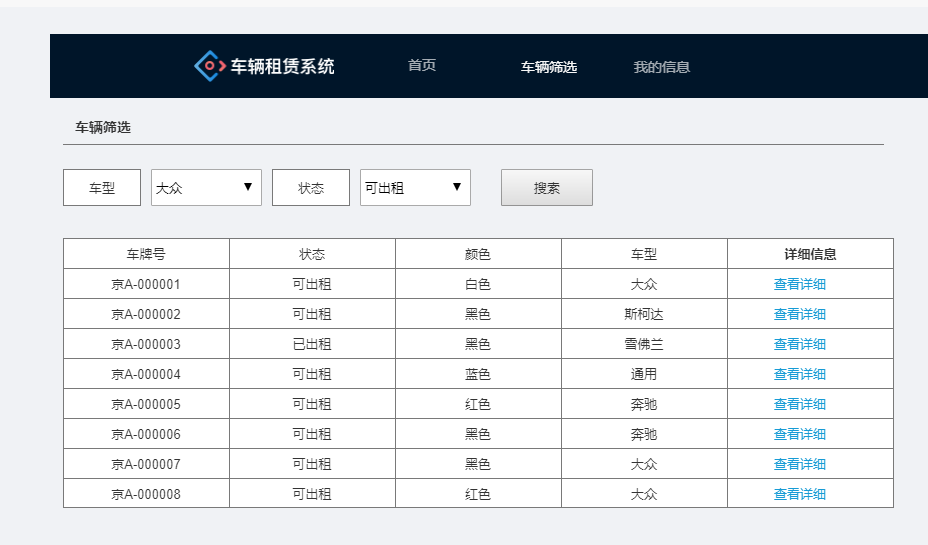 车辆租赁系统 首页 车辆筛选 我的信息
车辆筛选
车型 大众 ▼ 状态 可出租 ▼ 搜索
车牌号 状态 颜色 车型 详细信息
京A-000001 可出租 白色 大众 查看详细
京A-000002 可出租 黑色 斯柯达 查看详细
京A-000003 已出租 黑色 雪佛兰 查看详细
京A-000004 可出租 蓝色 通用 查看详细
京A-000005 可出租 红色 奔驰 查看详细
京A-000006 可出租 黑色 奔驰 查看详细
京A-000007 可出租 黑色 大众 查看详细
京A-000008 可出租 红色 大众 查看详细